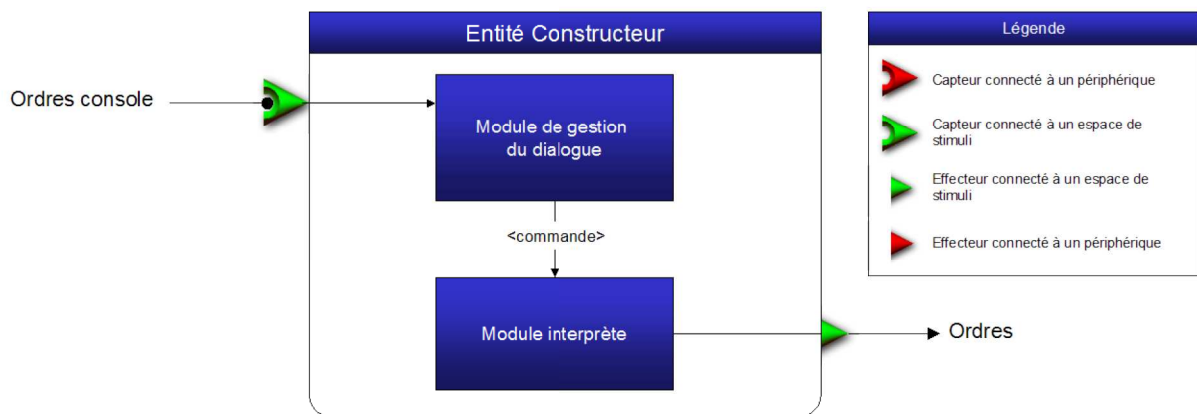 Entité Constructeur
Ordres console
Module de gestion
du dialogue
<commande>
Module interprète
Ordres
Légende
Capteur connecté à un périphérique
Capteur connecté à un espace de
stimuli
Effecteur connecté à un espace de
stimuli
Effecteur connecté à un périphérique